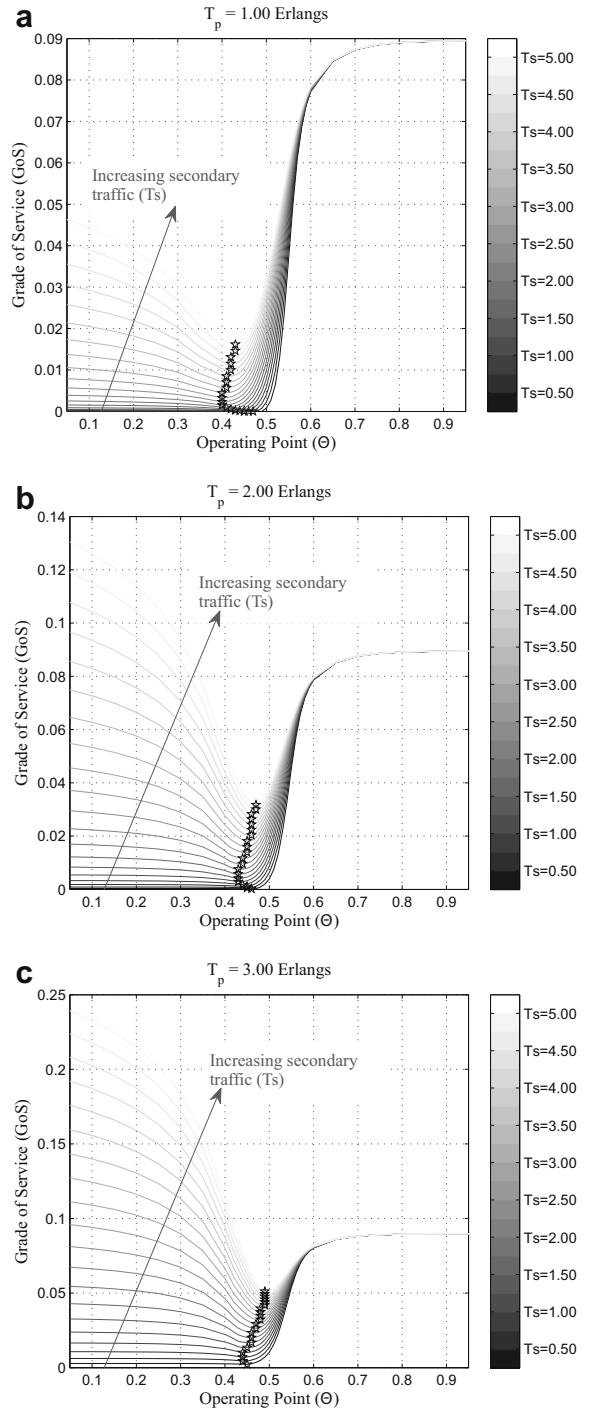 a
T_p = 1.00 Erlangs
0.09
0.08
0.07
0.06
0.05
0.04
0.03
0.02
0.01
0
Grade of Service (GoS)
Increasing secondary
traffic (Ts)
0.1 0.2 0.3 0.4 0.5 0.6 0.7 0.8 0.9
Operating Point (Θ)
Ts=5.00
Ts=4.50
Ts=4.00
Ts=3.50
Ts=3.00
Ts=2.50
Ts=2.00
Ts=1.50
Ts=1.00
Ts=0.50
b
T_p = 2.00 Erlangs
0.14
0.12
0.1
0.08
0.06
0.04
0.02
0
Grade of Service (GoS)
Increasing secondary
traffic (Ts)
0.1 0.2 0.3 0.4 0.5 0.6 0.7 0.8 0.9
Operating Point (Θ)
Ts=5.00
Ts=4.50
Ts=4.00
Ts=3.50
Ts=3.00
Ts=2.50
Ts=2.00
Ts=1.50
Ts=1.00
Ts=0.50
c
T_p = 3.00 Erlangs
0.25
0.2
0.15
0.1
0.05
0
Grade of Service (GoS)
Increasing secondary
traffic (Ts)
0.1 0.2 0.3 0.4 0.5 0.6 0.7 0.8 0.9
Operating Point (Θ)
Ts=5.00
Ts=4.50
Ts=4.00
Ts=3.50
Ts=3.00
Ts=2.50
Ts=2.00
Ts=1.50
Ts=1.00
Ts=0.50